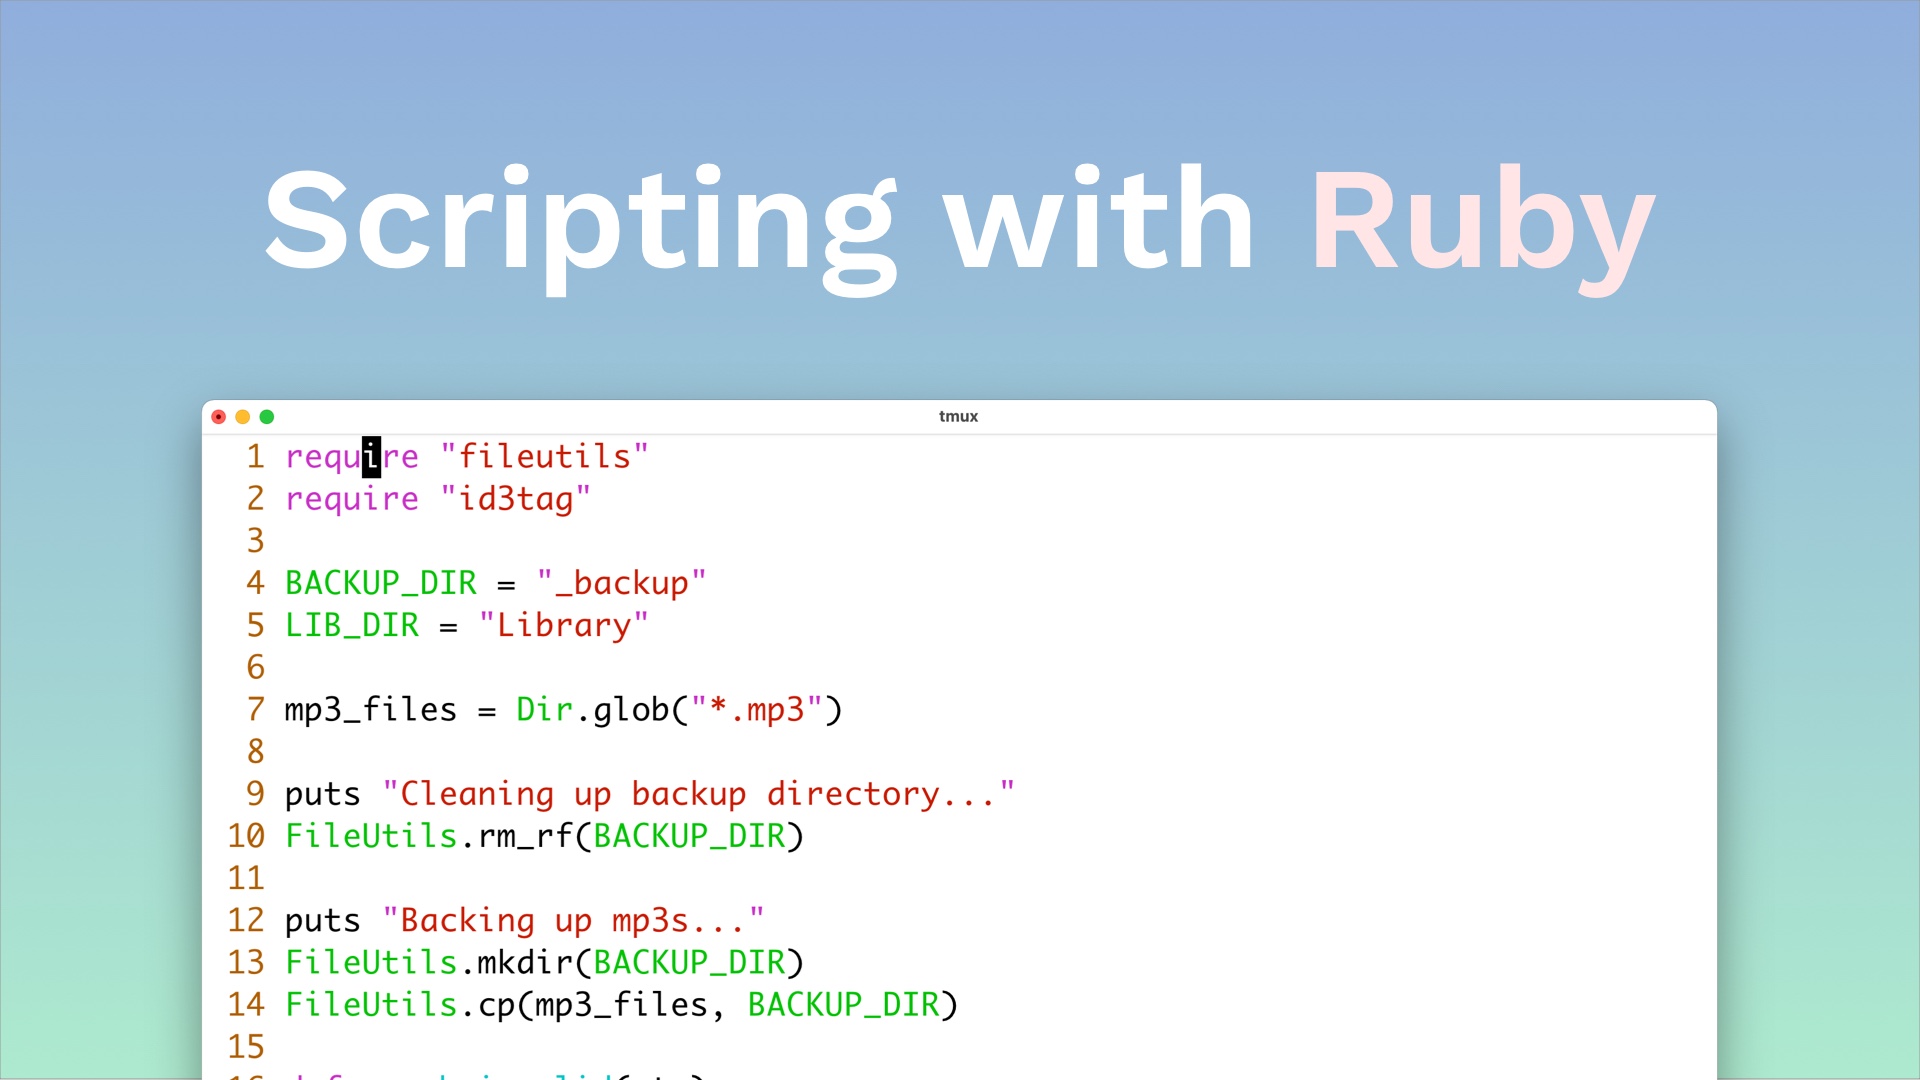 Scripting with Ruby
tmux
1 require "fileutils"
2 require "id3tag"
3
4 BACKUP_DIR = "_backup"
5 LIB_DIR = "Library"
6
7 mp3_files = Dir.glob("*.mp3")
8
9 puts "Cleaning up backup directory..."
10 FileUtils.rm_rf(BACKUP_DIR)
11
12 puts "Backing up mp3s..."
13 FileUtils.mkdir(BACKUP_DIR)
14 FileUtils.cp(mp3_files, BACKUP_DIR)
15